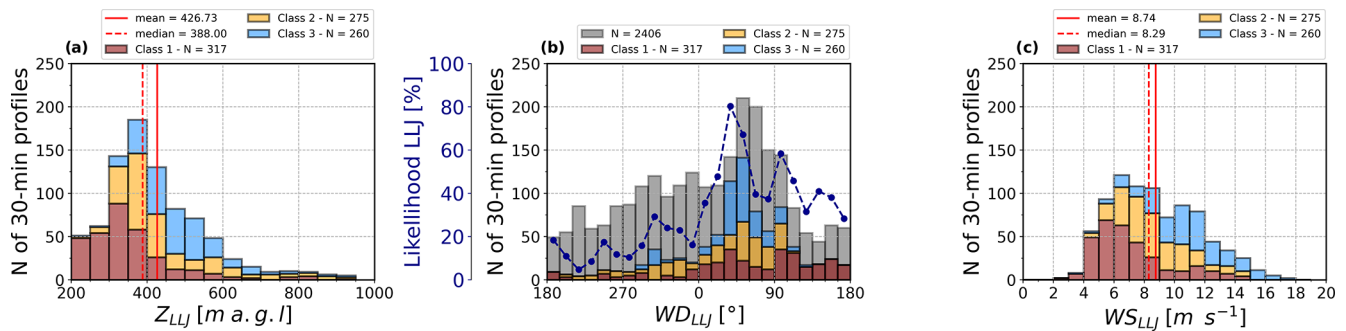 mean = 426.73
median = 388.00
Class 1 - N = 317
Class 2 - N = 275
Class 3 - N = 260
(a)
N of 30-min profiles
250
200
150
100
50
0
200 400 600 800 1000
Z_LLJ [m a.g.l]
N = 2406
Class 1 - N = 317
Class 2 - N = 275
Class 3 - N = 260
(b)
Likellihood LLJ [%]
100
80
60
40
20
0
N of 30-min profiles
250
200
150
100
50
0
180 270 0 90 180
WD_LLJ [°]
mean = 8.74
median = 8.29
Class 1 - N = 317
Class 2 - N = 275
Class 3 - N = 260
(c)
N of 30-min profiles
250
200
150
100
50
0
0 2 4 6 8 10 12 14 16 18 20
WS_LLJ [m s⁻¹]